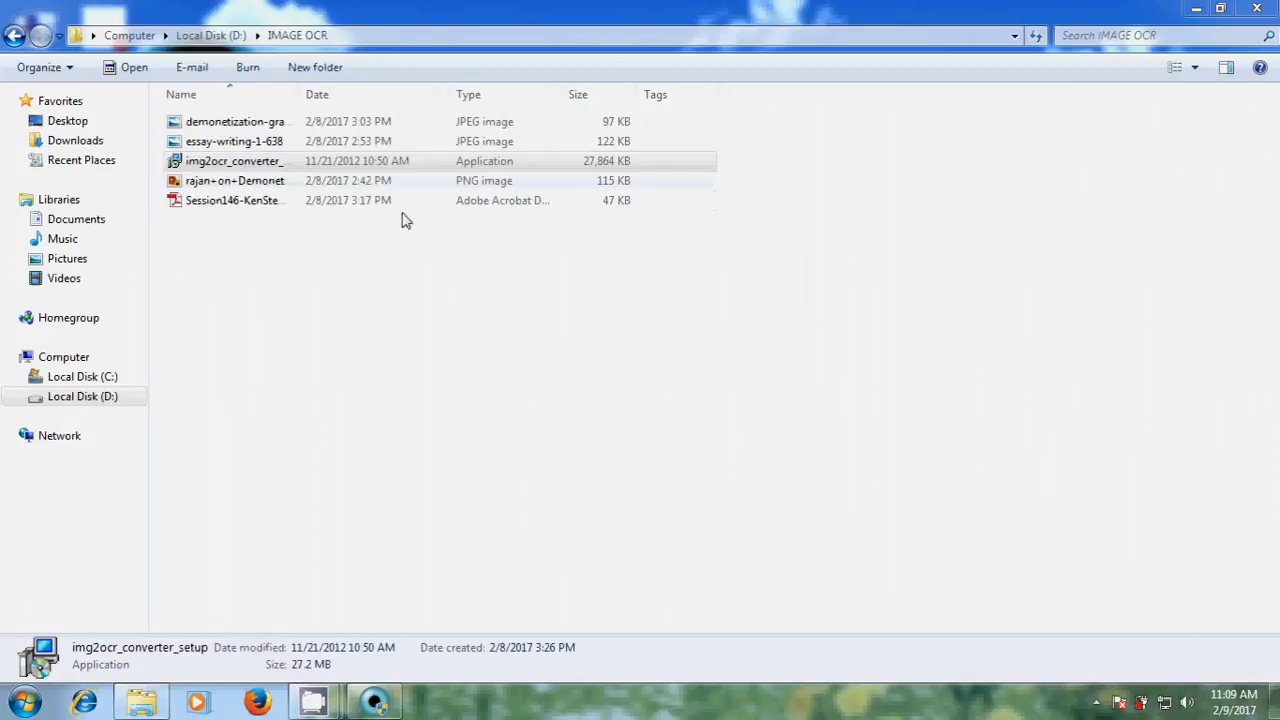 Computer Local Disk (D:) IMAGE OCR
Search IMAGE OCR
Organize Open E-mail Burn New folder
Name Date Type Size Tags
Favorites
Desktop
Downloads
Recent Places
Libraries
Documents
Music
Pictures
Videos
Homegroup
Computer
Local Disk (C:)
Local Disk (D:)
Network
demonetization-gra... 2/8/2017 3:03 PM JPEG image 97 KB
essay-writing-1-638 2/8/2017 2:53 PM JPEG image 122 KB
img2ocr_converter_... 11/21/2012 10:50 AM Application 27,864 KB
rajan+on+Demonet... 2/8/2017 2:42 PM PNG image 115 KB
Session146-KenSte... 2/8/2017 3:17 PM Adobe Acrobat D... 47 KB
img2ocr_converter_setup Date modified: 11/21/2012 10:50 AM Date created: 2/8/2017 3:26 PM
Application Size: 27.2 MB
11:09 AM
2/9/2017